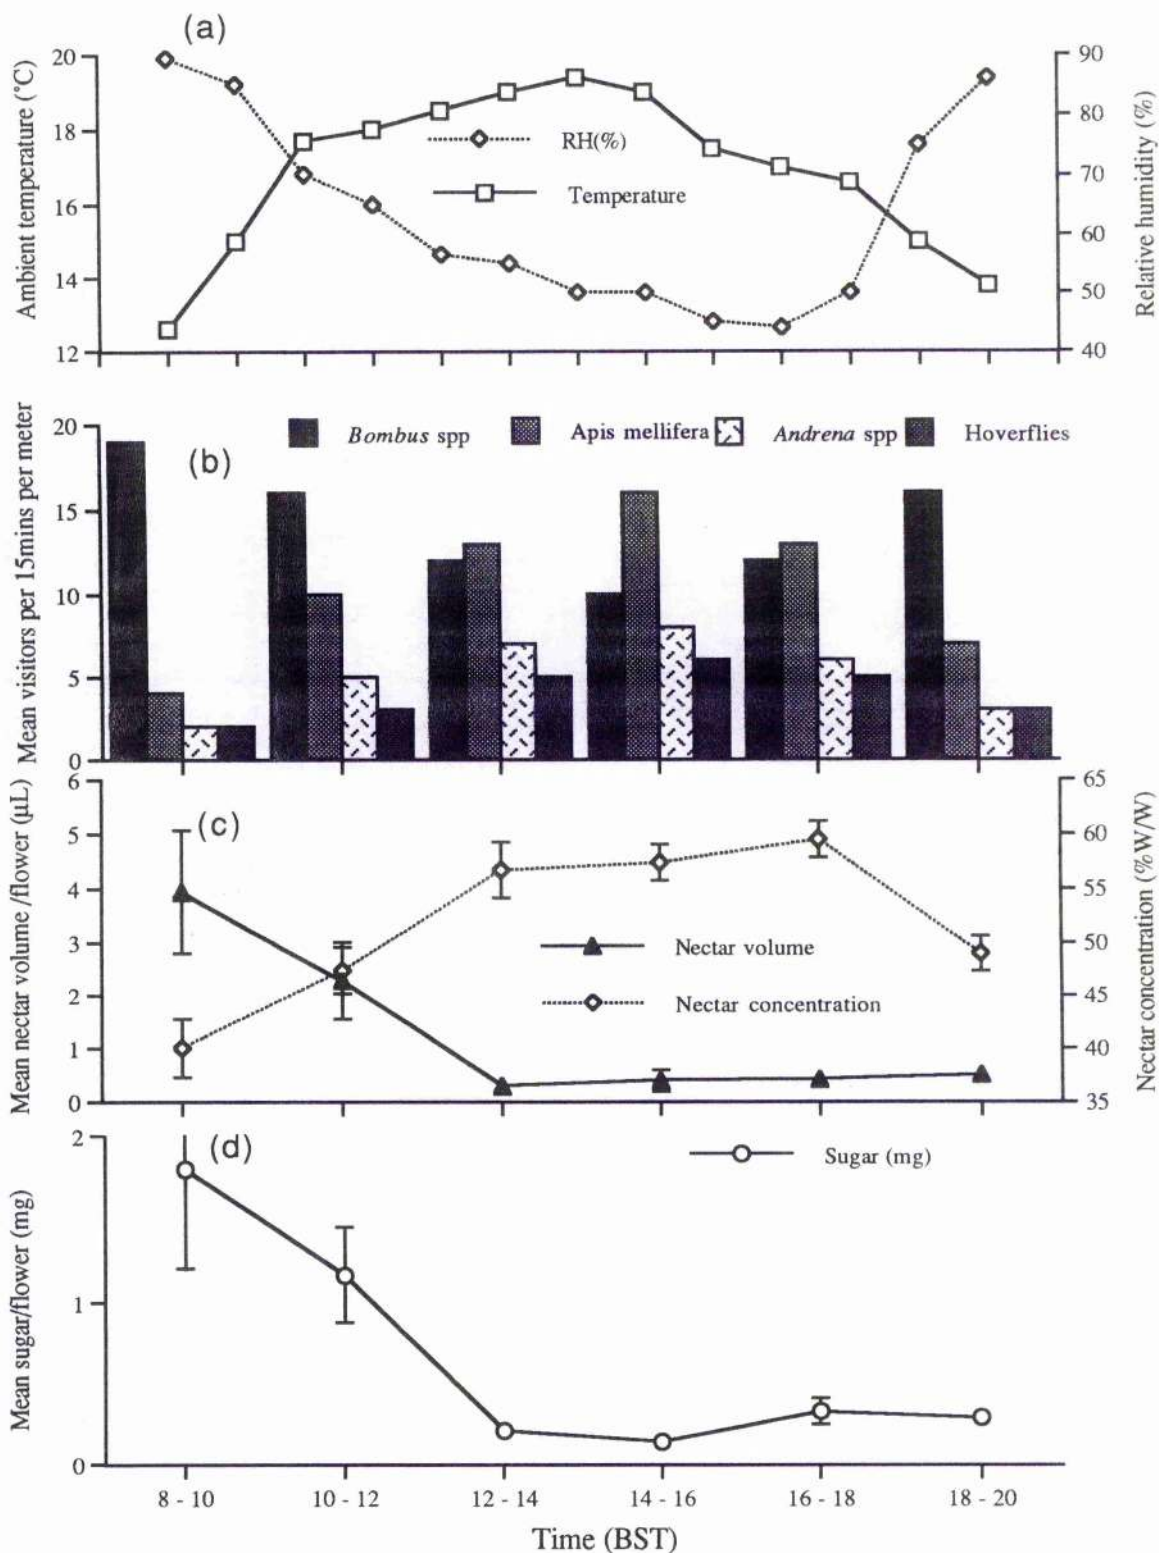 (a)
Ambient temperature (°C)
20
18
16
14
12
RH(%)
Temperature
90
80
70
60
50
40
Relative humidity (%)
Mean visitors per 15mins per meter
20
15
10
5
0
(b)
Bombus spp
Apis mellifera
Andrena spp
Hoverflies
Mean nectar volume /flower (µL)
6
5
4
3
2
1
0
(c)
Nectar volume
Nectar concentration
65
60
55
50
45
40
35
Nectar concentration (%W/W)
Mean sugar/flower (mg)
2
1
0
(d)
Sugar (mg)
8 - 10
10 - 12
12 - 14
14 - 16
16 - 18
18 - 20
Time (BST)